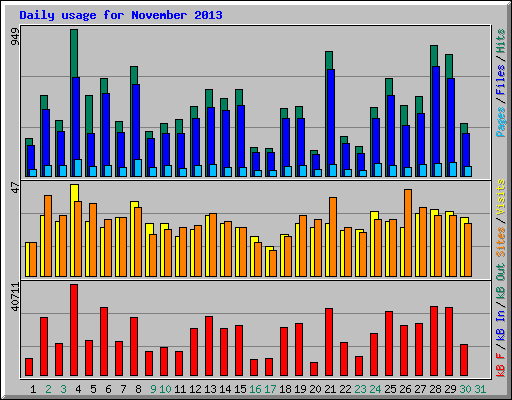 Daily usage for November 2013
949
Pages / Files / Hits
47
Sites / Visits
40711
kB F / kB In / kB Out
1 2 3 4 5 6 7 8 9 10 11 12 13 14 15 16 17 18 19 20 21 22 23 24 25 26 27 28 29 30 31